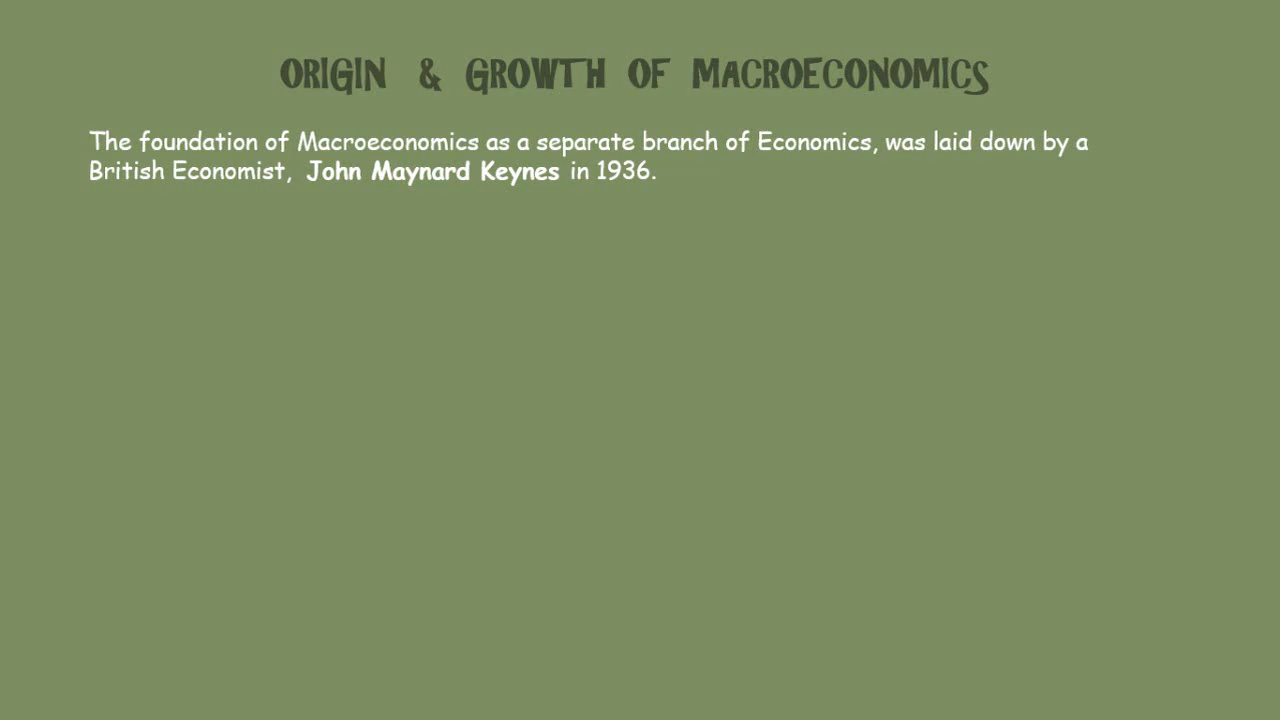 ORIGIN & GROWTH OF MACROECONOMICS
The foundation of Macroeconomics as a separate branch of Economics, was laid down by a
British Economist, John Maynard Keynes in 1936.